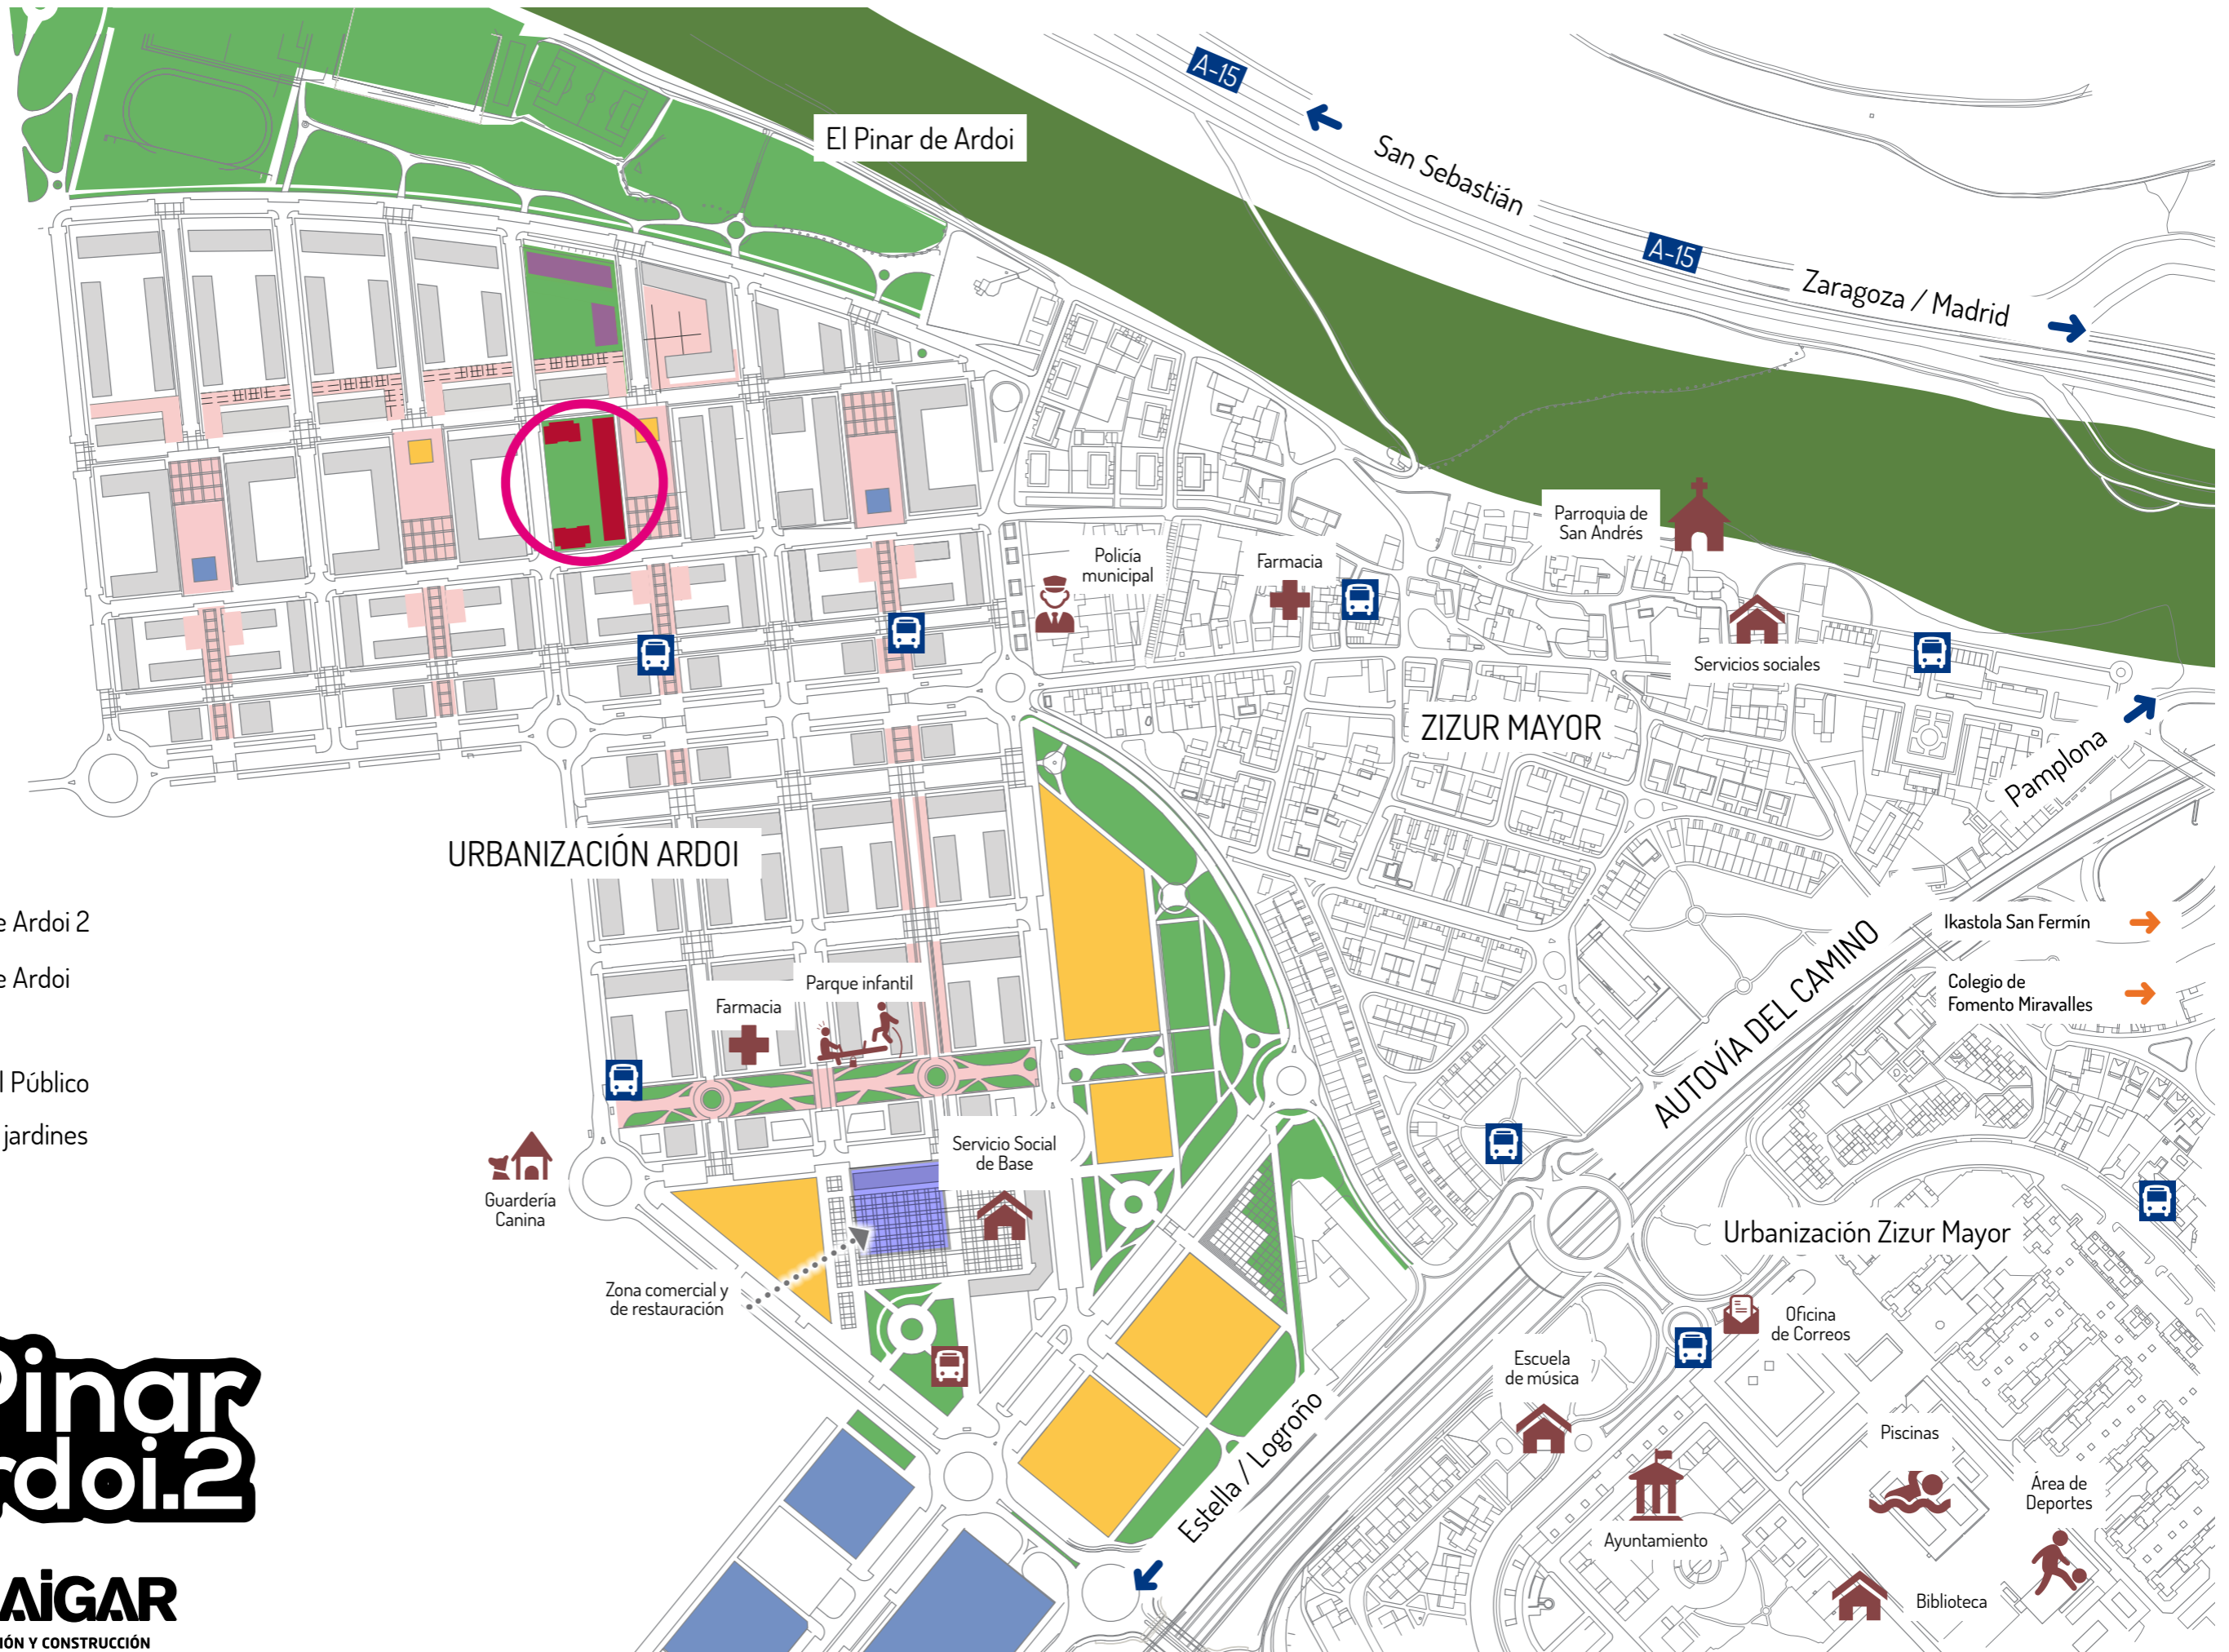 A-15
El Pinar de Ardoi
San Sebastián
A-15
Zaragoza / Madrid
Parroquia de
San Andrés
Policía
municipal
Farmacia
Servicios sociales
ZIZUR MAYOR
Pamplona
URBANIZACIÓN ARDOI
e Ardoi 2
Ikastola San Fermín
e Ardoi
Parque infantil
Farmacia
Colegio de
Fomento Miravalles
AUTOVÍA DEL CAMINO
l Público
jardines
Servicio Social
de Base
Guardería
Canina
Urbanización Zizur Mayor
Zona comercial y
de restauración
Oficina
de Correos
Escuela
de música
Pinar
rdoi.2
Estella / Logroño
Piscinas
Área de
Deportes
Ayuntamiento
Biblioteca
AiGAR
IÓN Y CONSTRUCCIÓN